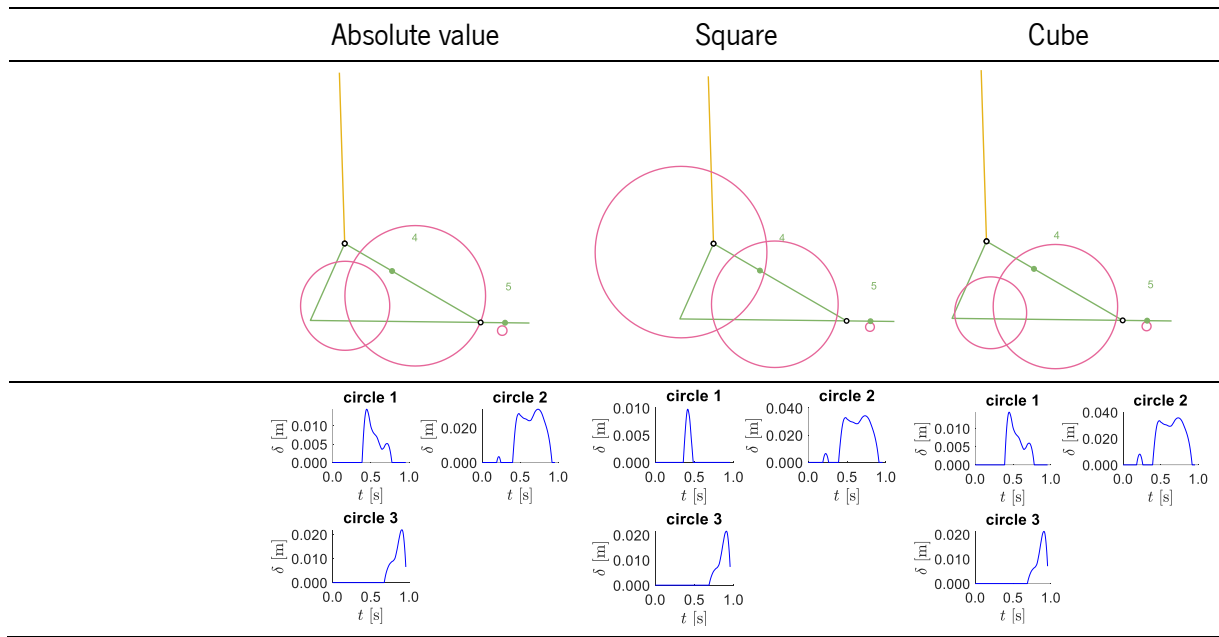 Absolute value Square Cube
4 4 4
5 5 5
circle 1 circle 2 circle 1 circle 2 circle 1 circle 2
δ [m] 0.010 0.005 0.000 δ [m] 0.020 0.000 δ [m] 0.010 0.005 0.000 δ [m] 0.040 0.020 0.000 δ [m] 0.010 0.005 0.000 δ [m] 0.040 0.020 0.000
0.0 0.5 1.0 0.0 0.5 1.0 0.0 0.5 1.0 0.0 0.5 1.0 0.0 0.5 1.0 0.0 0.5 1.0
t [s] t [s] t [s] t [s] t [s] t [s]
circle 3 circle 3 circle 3
δ [m] 0.020 0.010 0.000 δ [m] 0.020 0.010 0.000 δ [m] 0.020 0.010 0.000
0.0 0.5 1.0 0.0 0.5 1.0 0.0 0.5 1.0
t [s] t [s] t [s]